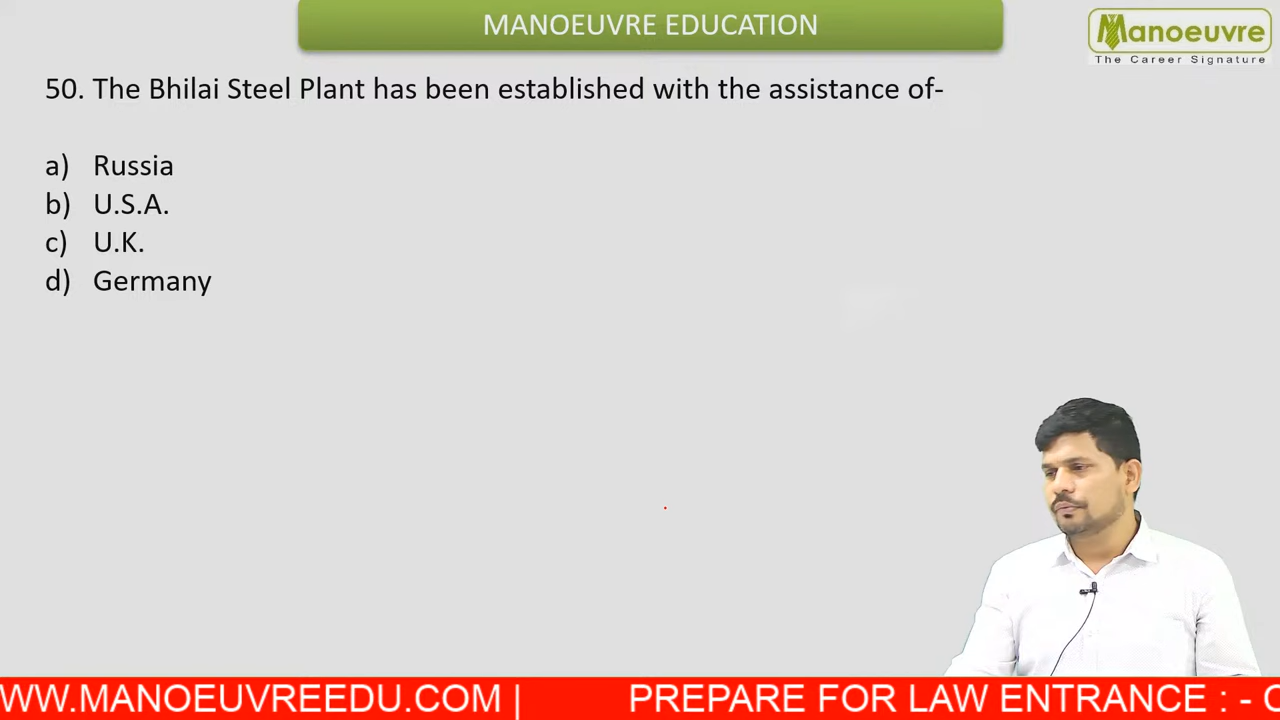 MANOEUVRE EDUCATION
Manoeuvre
The Career Signature
50. The Bhilai Steel Plant has been established with the assistance of-
a) Russia
b) U.S.A.
c) U.K.
d) Germany
WW.MANOEUVREEDU.COM | PREPARE FOR LAW ENTRANCE : - C